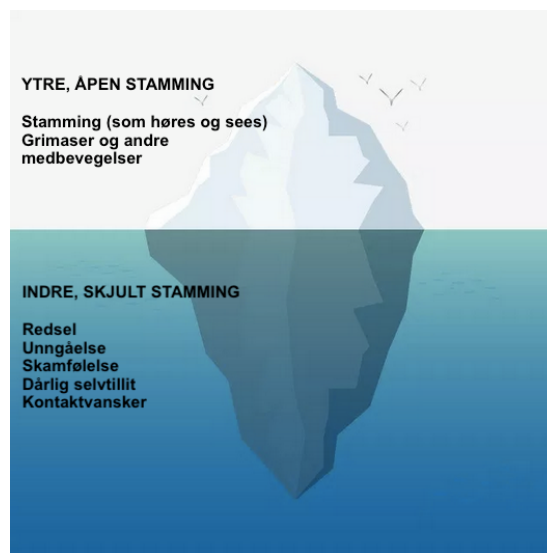 YTRE, ÅPEN STAMMING
Stamming (som høres og sees)
Grimaser og andre
medbevegelser
INDRE, SKJULT STAMMING
Redsel
Unngåelse
Skamfølelse
Dårlig selvtillit
Kontaktvansker